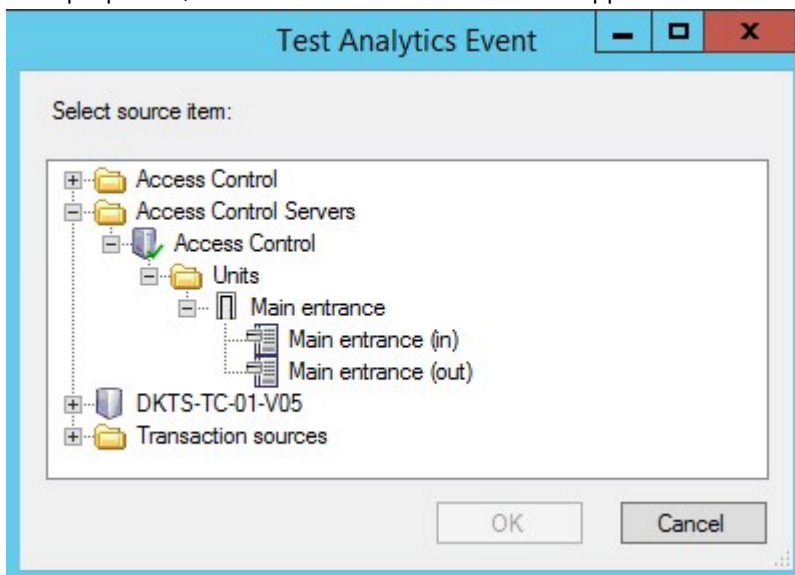 Test Analytics Event
Select source item:
Access Control
Access Control Servers
Access Control
Units
Main entrance
Main entrance (in)
Main entrance (out)
DKTS-TC-01-V05
Transaction sources
OK
Cancel